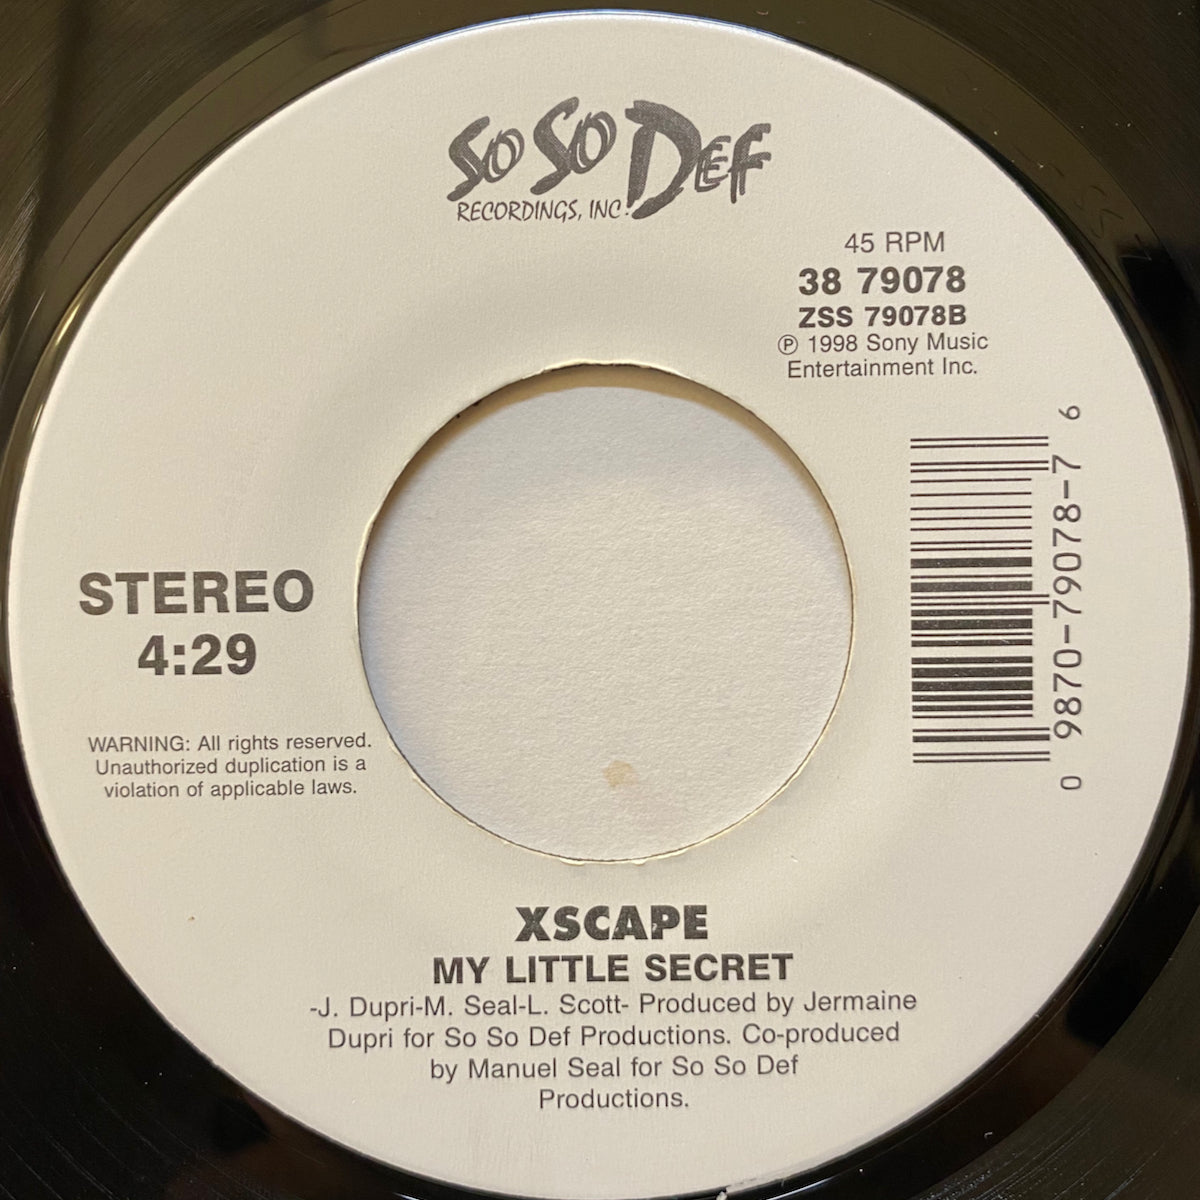 So So Def
RECORDINGS, INC.
45 RPM
38 79078
ZSS 79078B
℗ 1998 Sony Music
Entertainment Inc.
0 9870-79078-7 6
STEREO
4:29
WARNING: All rights reserved.
Unauthorized duplication is a
violation of applicable laws.
XSCAPE
MY LITTLE SECRET
-J. Dupri-M. Seal-L. Scott- Produced by Jermaine
Dupri for So So Def Productions. Co-produced
by Manuel Seal for So So Def
Productions.